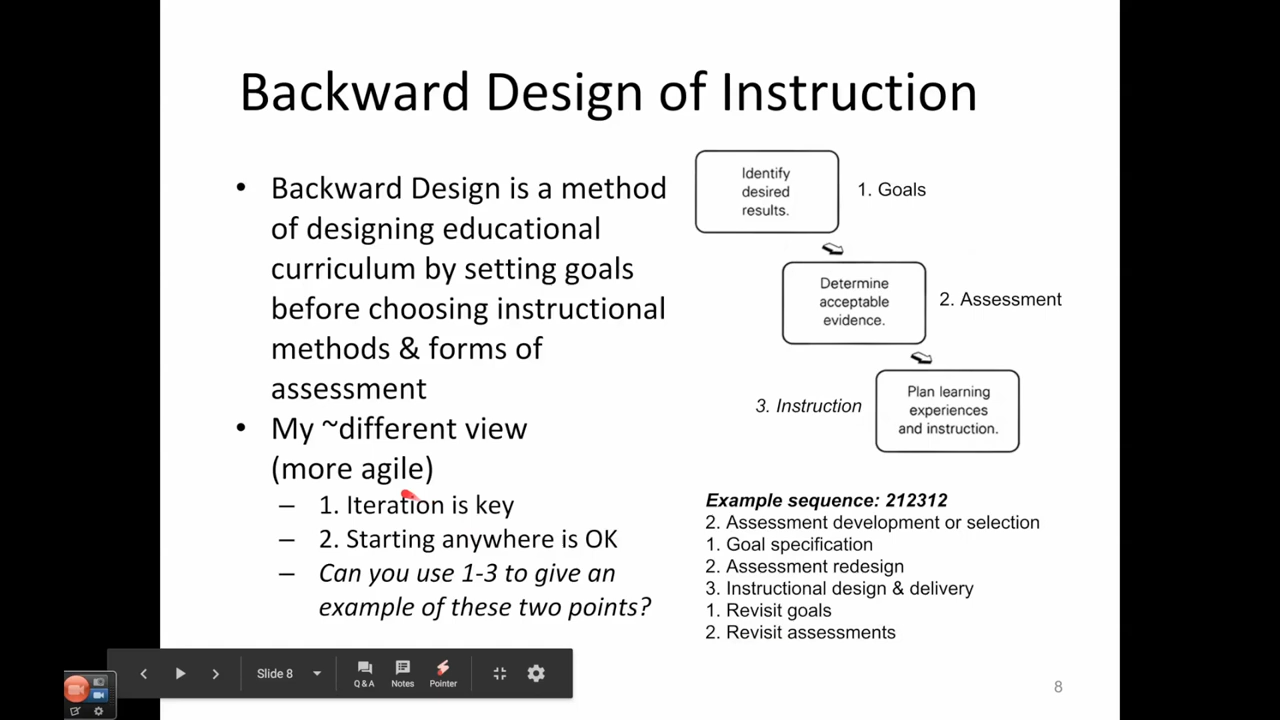 Backward Design of Instruction
• Backward Design is a method
of designing educational
curriculum by setting goals
before choosing instructional
methods & forms of
assessment
• My ~different view
(more agile)
– 1. Iteration is key
– 2. Starting anywhere is OK
– Can you use 1-3 to give an
example of these two points?
Identify
desired
results.
1. Goals
Determine
acceptable
evidence.
2. Assessment
3. Instruction
Plan learning
experiences
and instruction.
Example sequence: 212312
2. Assessment development or selection
1. Goal specification
2. Assessment redesign
3. Instructional design & delivery
1. Revisit goals
2. Revisit assessments
Slide 8
Q & A
Notes
Pointer
8